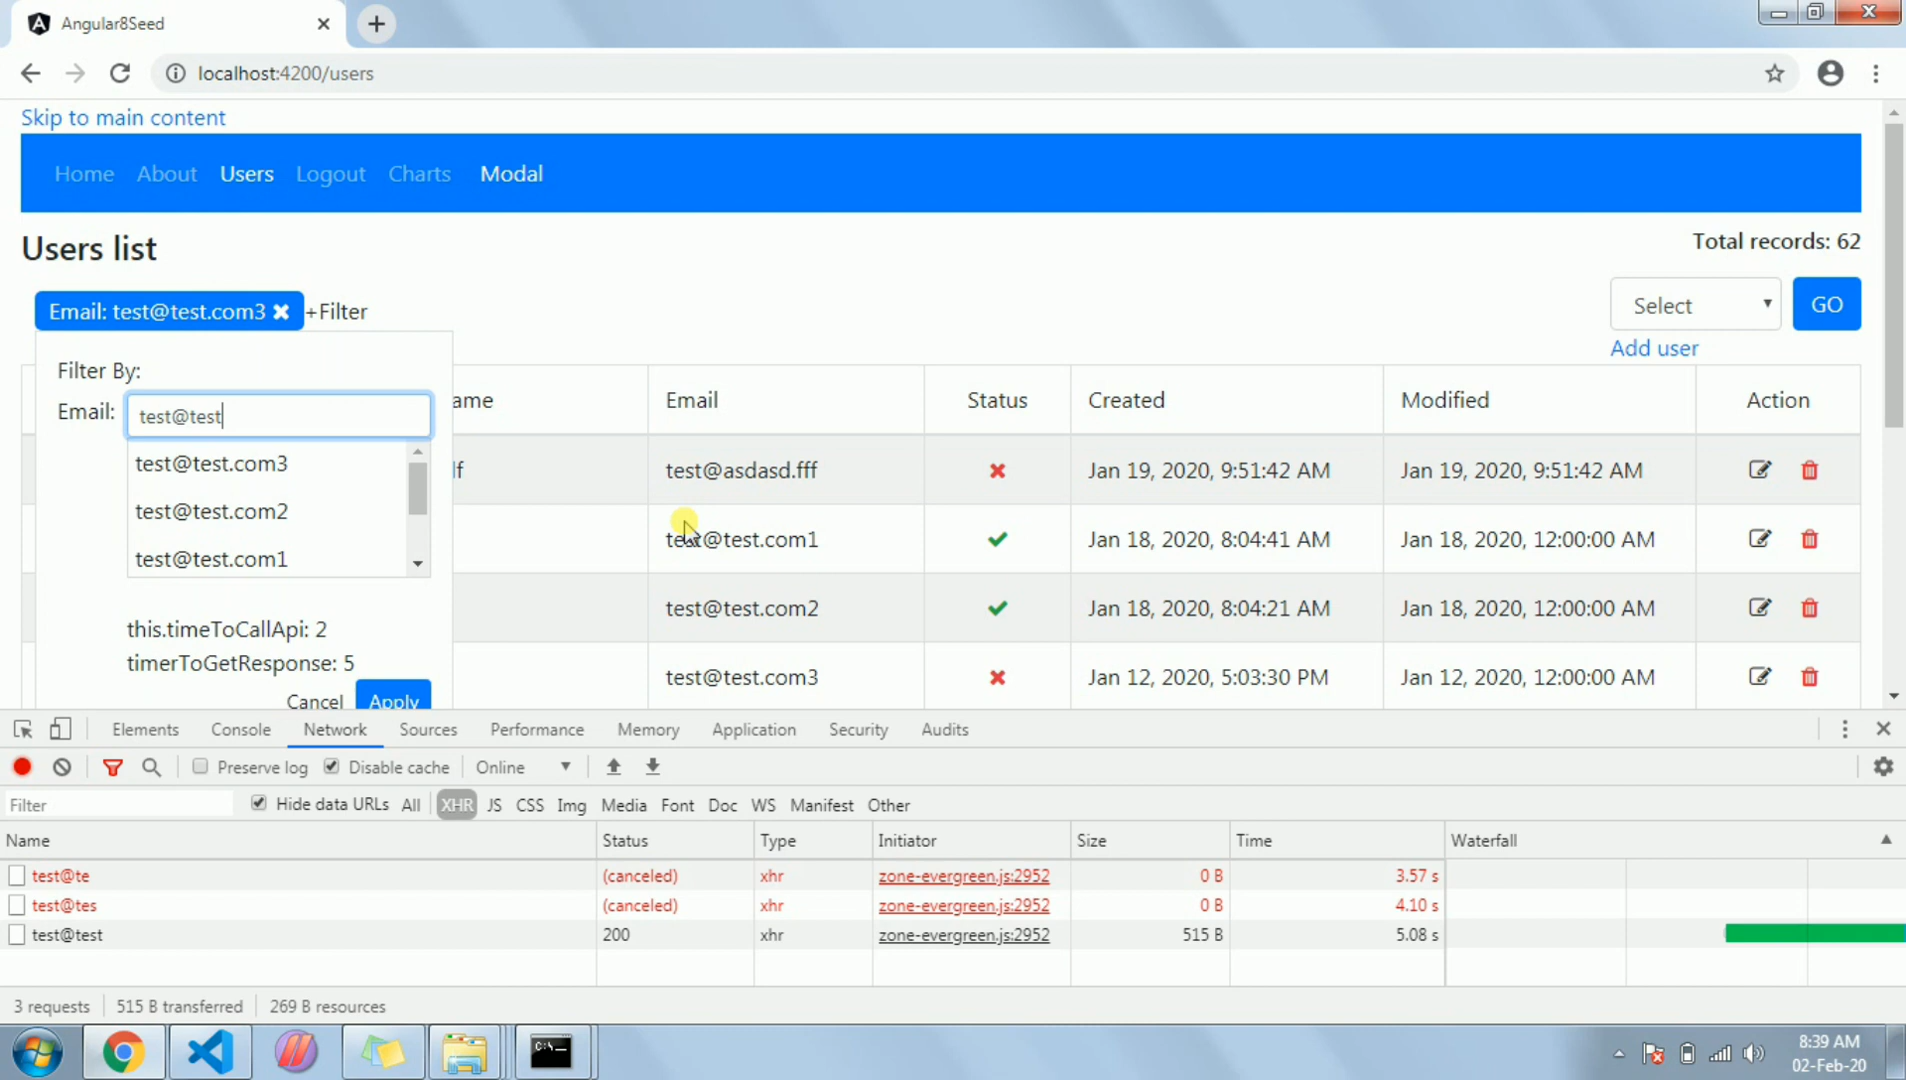 Angular8Seed
localhost:4200/users
Skip to main content
Home About Users Logout Charts Modal
Users list
Total records: 62
Email: test@test.com3 ✖ +Filter
Select GO
Add user
Filter By:
Email: test@test
test@test.com3
test@test.com2
test@test.com1
this.timeToCallApi: 2
timerToGetResponse: 5
Cancel Apply
ame Email Status Created Modified Action
lf test@asdasd.fff Jan 19, 2020, 9:51:42 AM Jan 19, 2020, 9:51:42 AM
test@test.com1 Jan 18, 2020, 8:04:41 AM Jan 18, 2020, 12:00:00 AM
test@test.com2 Jan 18, 2020, 8:04:21 AM Jan 18, 2020, 12:00:00 AM
test@test.com3 Jan 12, 2020, 5:03:30 PM Jan 12, 2020, 12:00:00 AM
Elements Console Network Sources Performance Memory Application Security Audits
Preserve log Disable cache Online
Filter Hide data URLs All XHR JS CSS Img Media Font Doc WS Manifest Other
Name Status Type Initiator Size Time Waterfall
test@te (canceled) xhr zone-evergreen.js:2952 0 B 3.57 s
test@tes (canceled) xhr zone-evergreen.js:2952 0 B 4.10 s
test@test 200 xhr zone-evergreen.js:2952 515 B 5.08 s
3 requests 515 B transferred 269 B resources
C:\.
8:39 AM
02-Feb-20